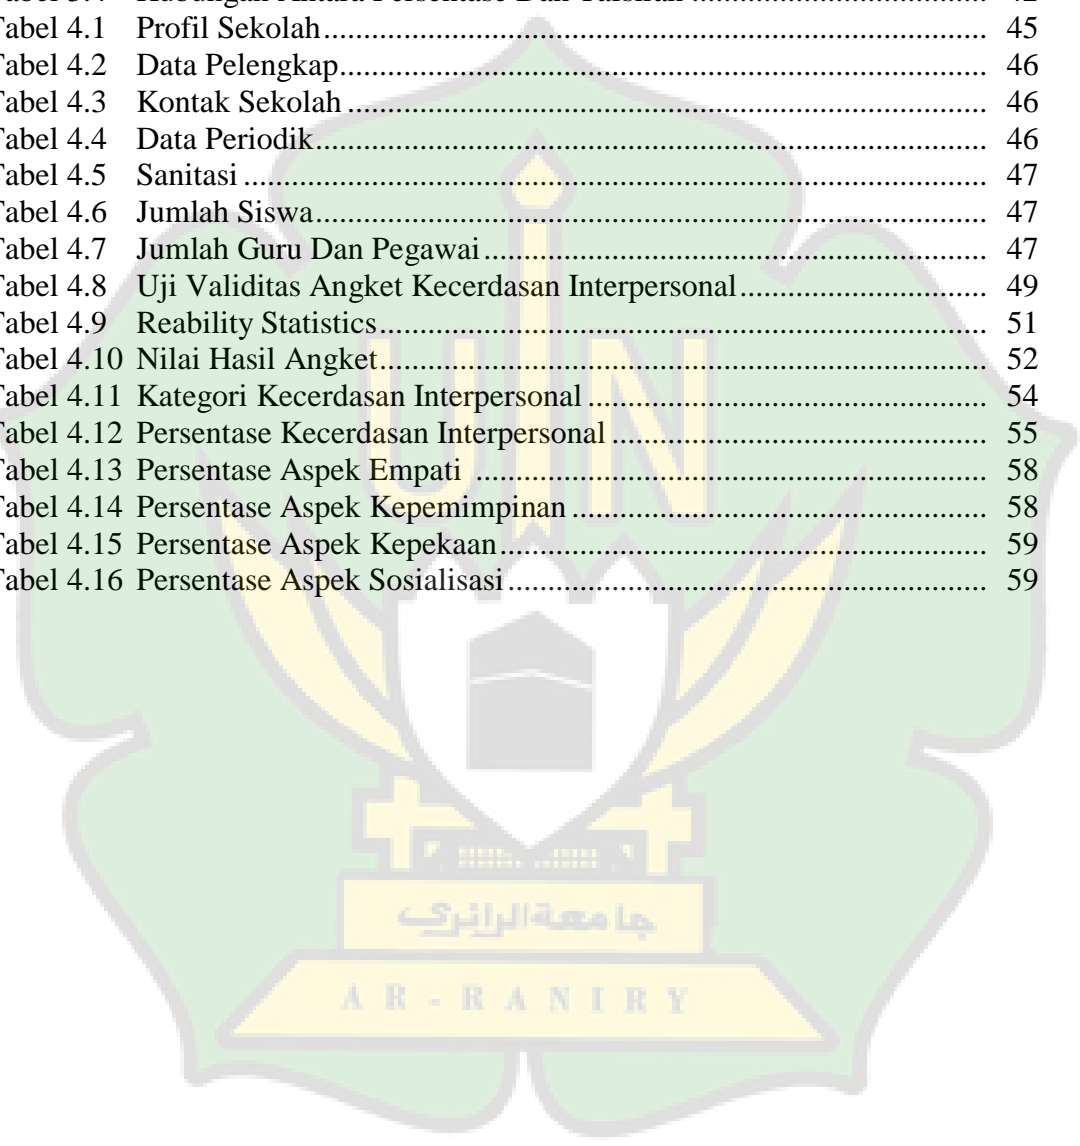 Tabel 4.1 Profil Sekolah........ 45
Tabel 4.2 Data Pelengkap........ 46
Tabel 4.3 Kontak Sekolah........ 46
Tabel 4.4 Data Periodik........ 46
Tabel 4.5 Sanitasi........ 47
Tabel 4.6 Jumlah Siswa........ 47
Tabel 4.7 Jumlah Guru Dan Pegawai........ 47
Tabel 4.8 Uji Validitas Angket Kecerdasan Interpersonal........ 49
Tabel 4.9 Reability Statistics........ 51
Tabel 4.10 Nilai Hasil Angket........ 52
Tabel 4.11 Kategori Kecerdasan Interpersonal........ 54
Tabel 4.12 Persentase Kecerdasan Interpersonal........ 55
Tabel 4.13 Persentase Aspek Empati........ 58
Tabel 4.14 Persentase Aspek Kepemimpinan........ 58
Tabel 4.15 Persentase Aspek Kepekaan........ 59
Tabel 4.16 Persentase Aspek Sosialisasi........ 59
UIN
جامعة الرانري
AR-RANIRY